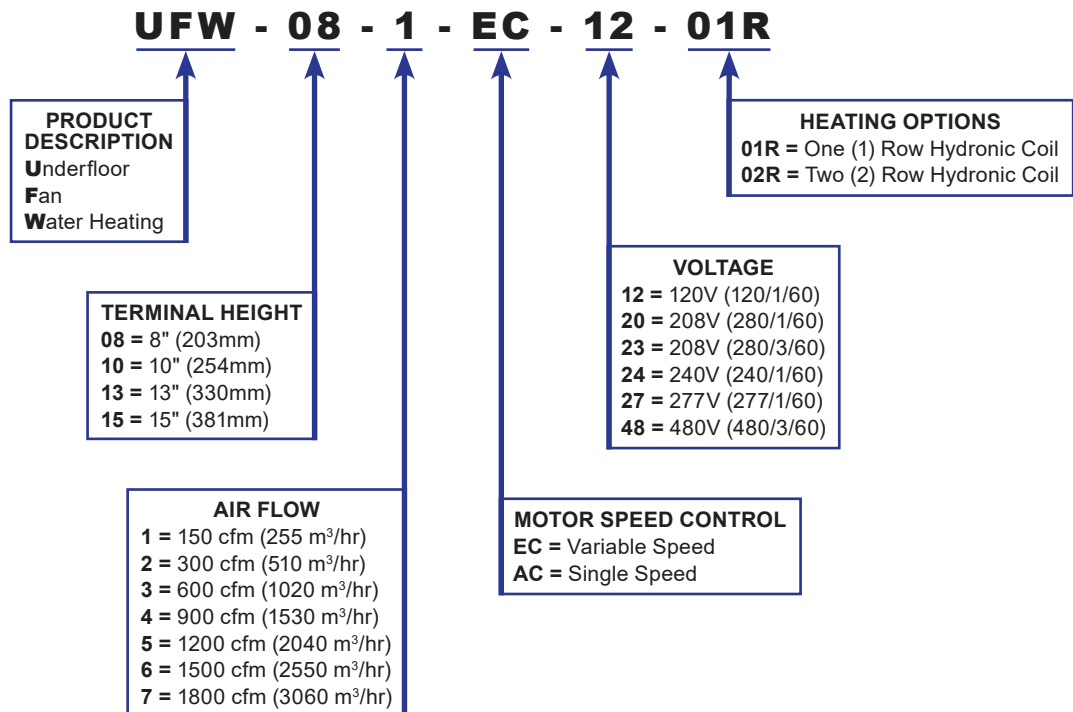 UFW - 08 - 1 - EC - 12 - 01R
PRODUCT
DESCRIPTION
Underfloor
Fan
Water Heating
HEATING OPTIONS
01R = One (1) Row Hydronic Coil
02R = Two (2) Row Hydronic Coil
TERMINAL HEIGHT
08 = 8" (203mm)
10 = 10" (254mm)
13 = 13" (330mm)
15 = 15" (381mm)
VOLTAGE
12 = 120V (120/1/60)
20 = 208V (280/1/60)
23 = 208V (280/3/60)
24 = 240V (240/1/60)
27 = 277V (277/1/60)
48 = 480V (480/3/60)
AIR FLOW
1 = 150 cfm (255 m³/hr)
2 = 300 cfm (510 m³/hr)
3 = 600 cfm (1020 m³/hr)
4 = 900 cfm (1530 m³/hr)
5 = 1200 cfm (2040 m³/hr)
6 = 1500 cfm (2550 m³/hr)
7 = 1800 cfm (3060 m³/hr)
MOTOR SPEED CONTROL
EC = Variable Speed
AC = Single Speed